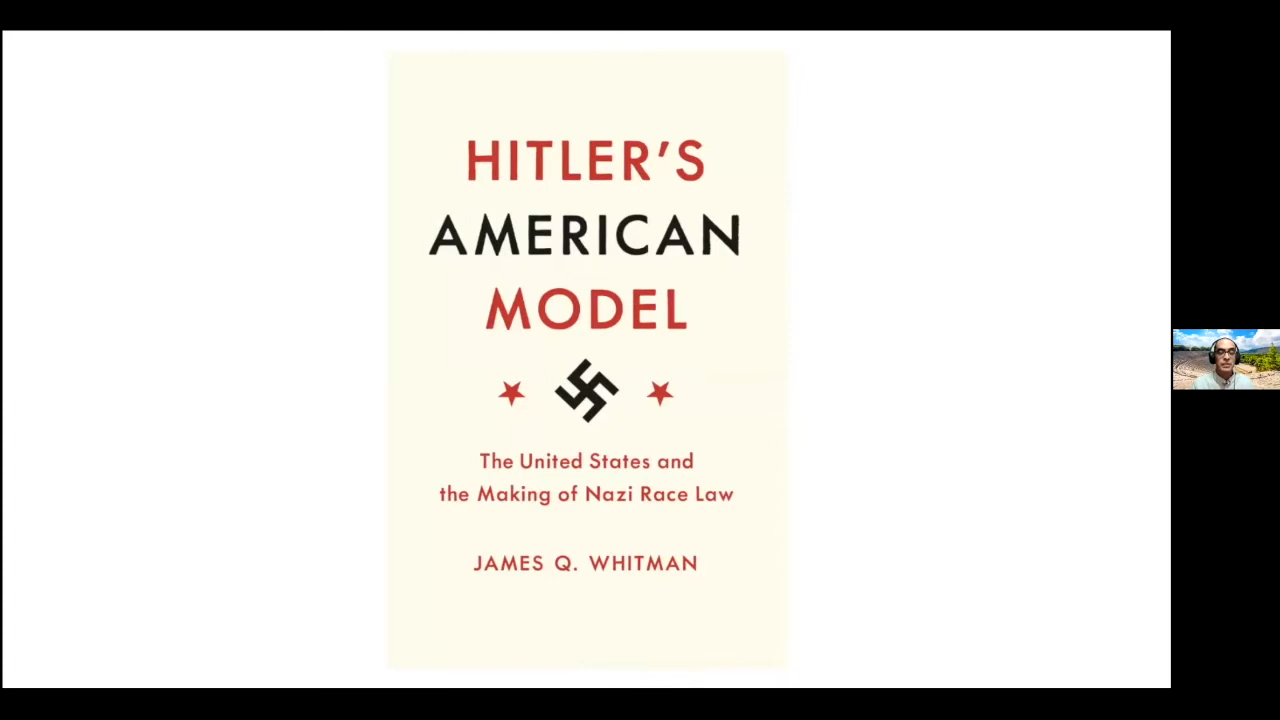 HITLER'S
AMERICAN
MODEL
The United States and
the Making of Nazi Race Law
JAMES Q. WHITMAN